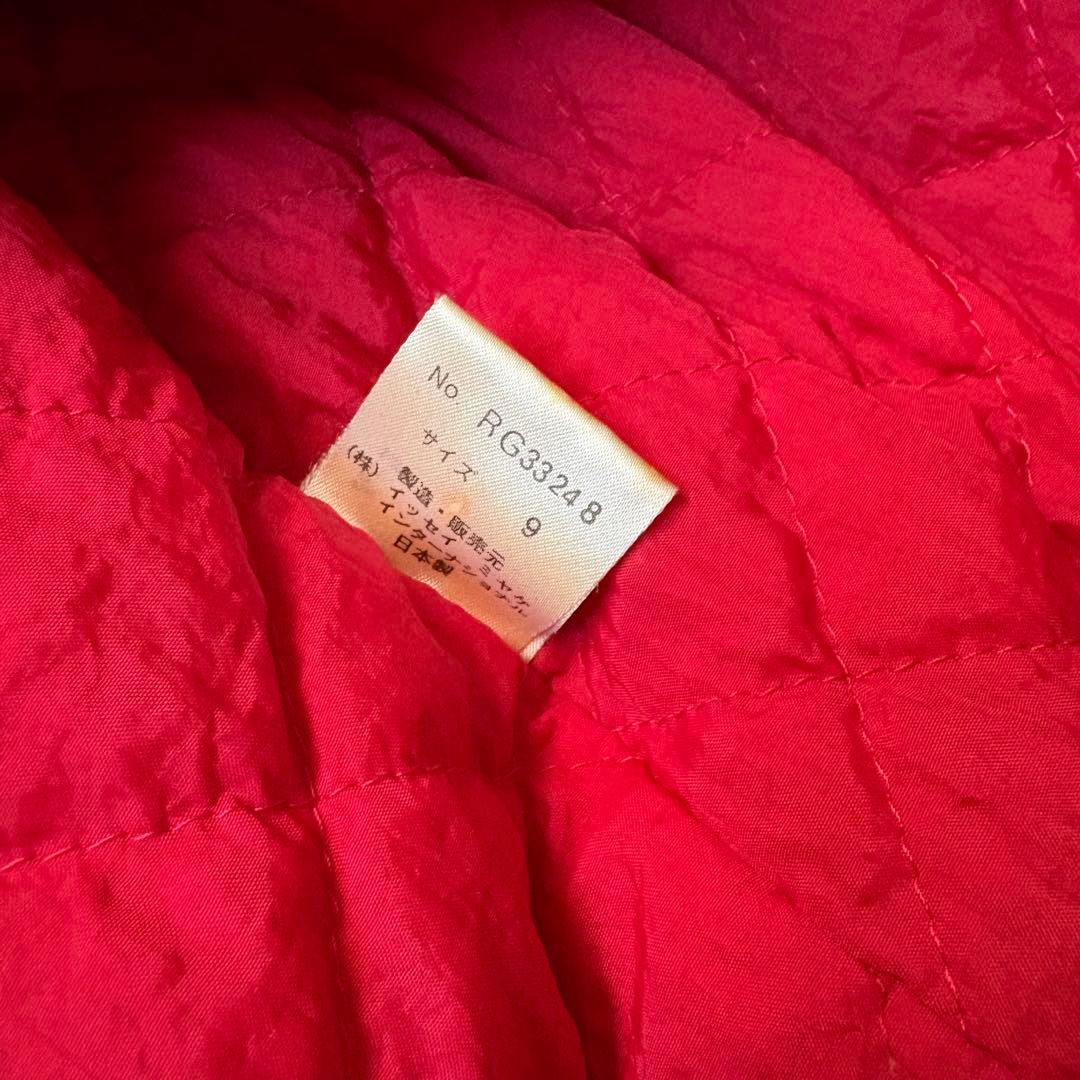 No RG33248
サイズ 9
製造・販売元
(株) イッセイ ミヤケ
インターナショナル
日本製